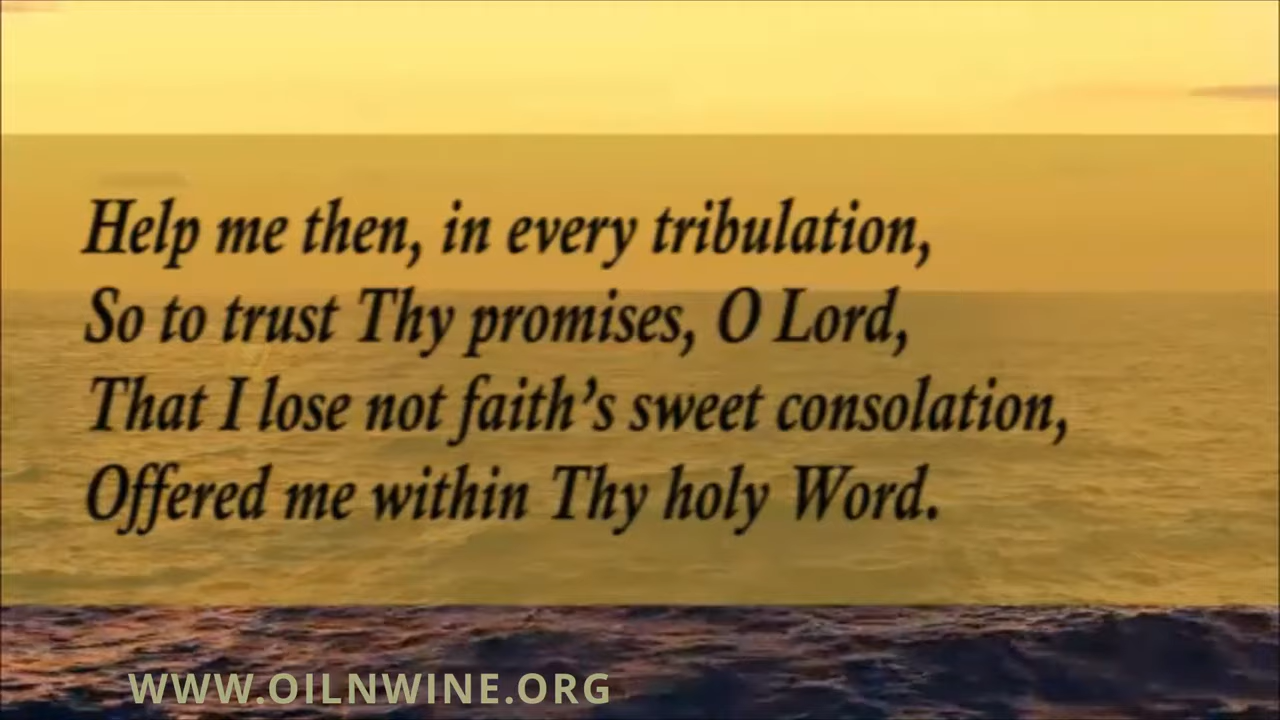 Help me then, in every tribulation,
So to trust Thy promises, O Lord,
That I lose not faith’s sweet consolation,
Offered me within Thy holy Word.
WWW.OILNWINE.ORG